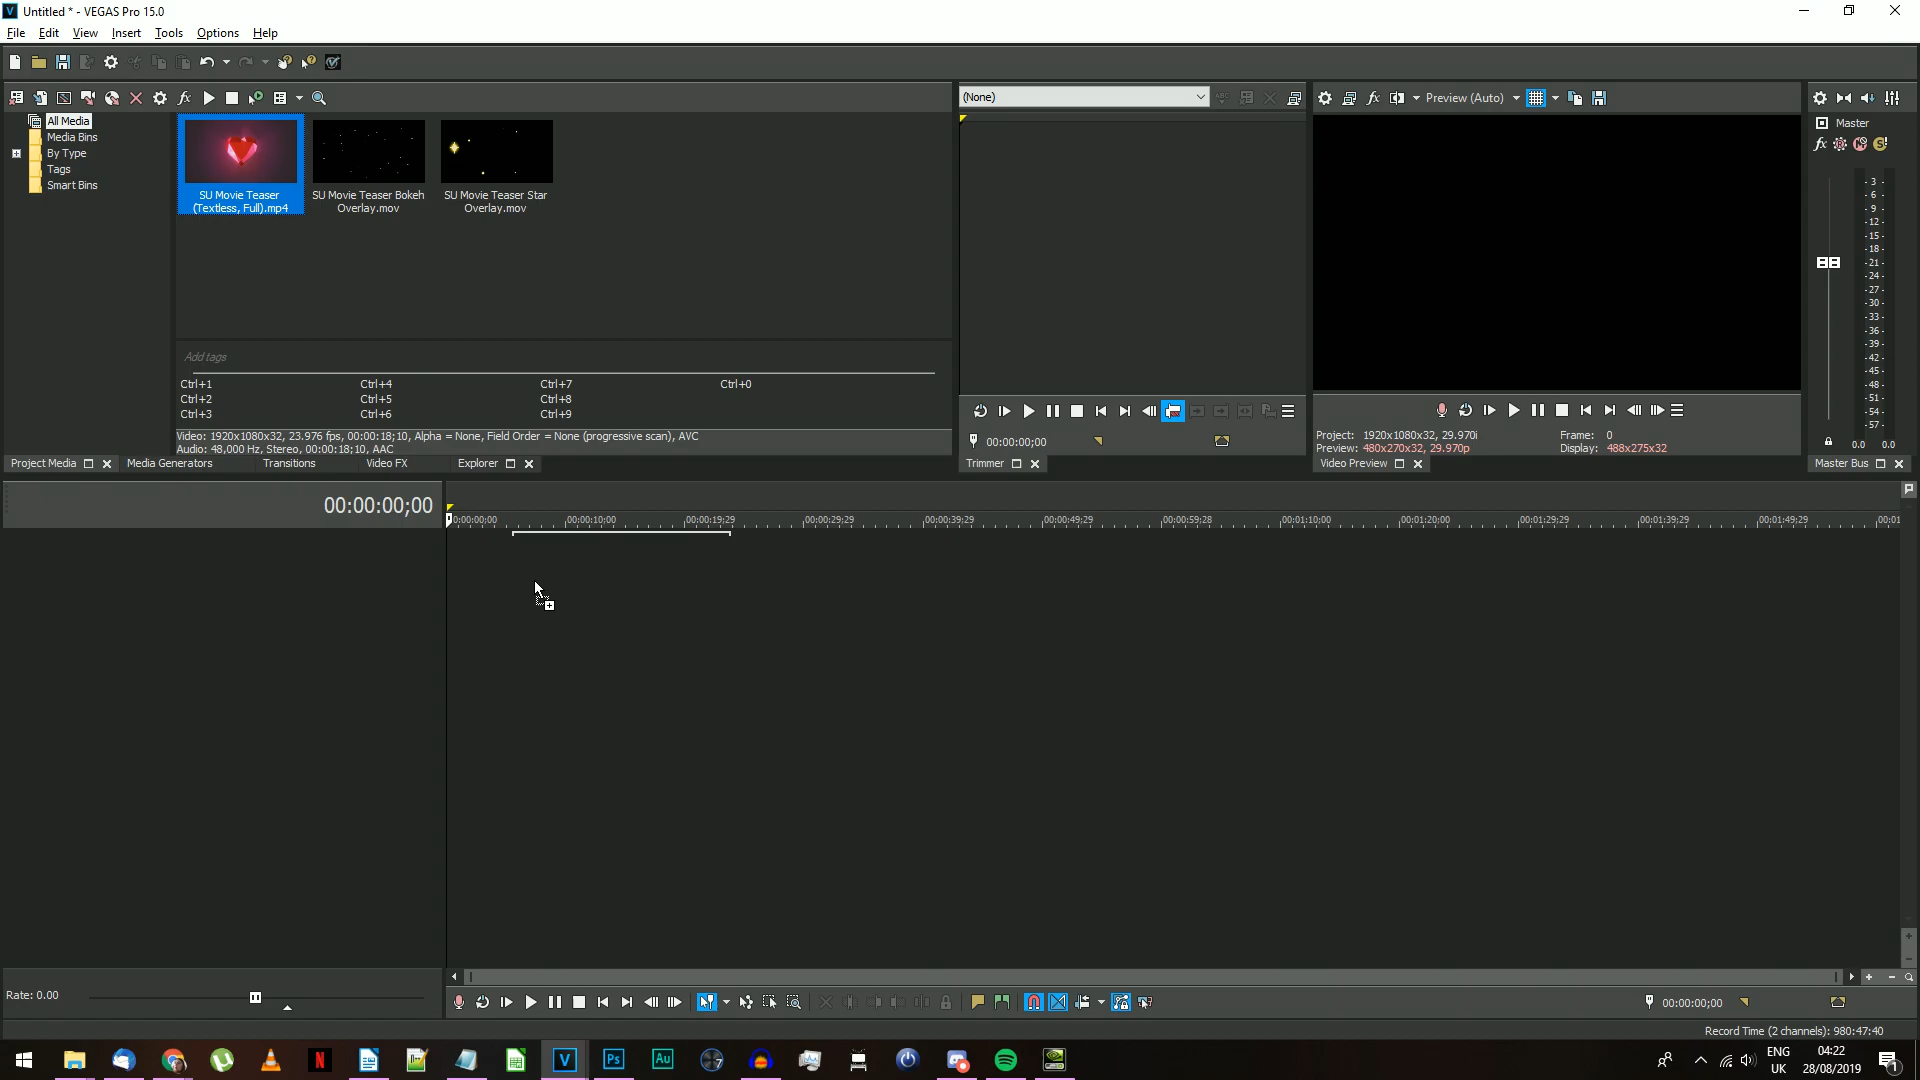 Untitled * - VEGAS Pro 15.0
File Edit View Insert Tools Options Help
(None)
Preview (Auto)
All Media
Media Bins
By Type
Tags
Smart Bins
SU Movie Teaser (Textless, Full).mp4
SU Movie Teaser Bokeh Overlay.mov
SU Movie Teaser Star Overlay.mov
Master
-3-
-6-
-9-
-12-
-15-
-18-
-21-
-24-
-27-
-30-
-33-
-36-
-39-
-42-
-45-
-48-
-51-
-54-
-57-
0.0 0.0
Add tags
Ctrl+1 Ctrl+4 Ctrl+7 Ctrl+0
Ctrl+2 Ctrl+5 Ctrl+8
Ctrl+3 Ctrl+6 Ctrl+9
Video: 1920x1080x32, 23.976 fps, 00:00:18;10, Alpha = None, Field Order = None (progressive scan), AVC
Audio: 48,000 Hz, Stereo, 00:00:18;10, AAC
00:00:00;00
Project: 1920x1080x32, 29.970i Frame: 0
Preview: 480x270x32, 29.970p Display: 488x275x32
Project Media Media Generators Transitions Video FX Explorer Trimmer Video Preview Master Bus
00:00:00;00
00:00:00;00 00:00:10;00 00:00:19;29 00:00:29;29 00:00:39;29 00:00:49;29 00:00:59;28 00:01:10;00 00:01:20;00 00:01:29;29 00:01:39;29 00:01:49;29 00:01
Rate: 0.00
00:00:00;00
Record Time (2 channels): 980:47:40
V Ps Au 7 N
ENG
UK
04:22
28/08/2019
1